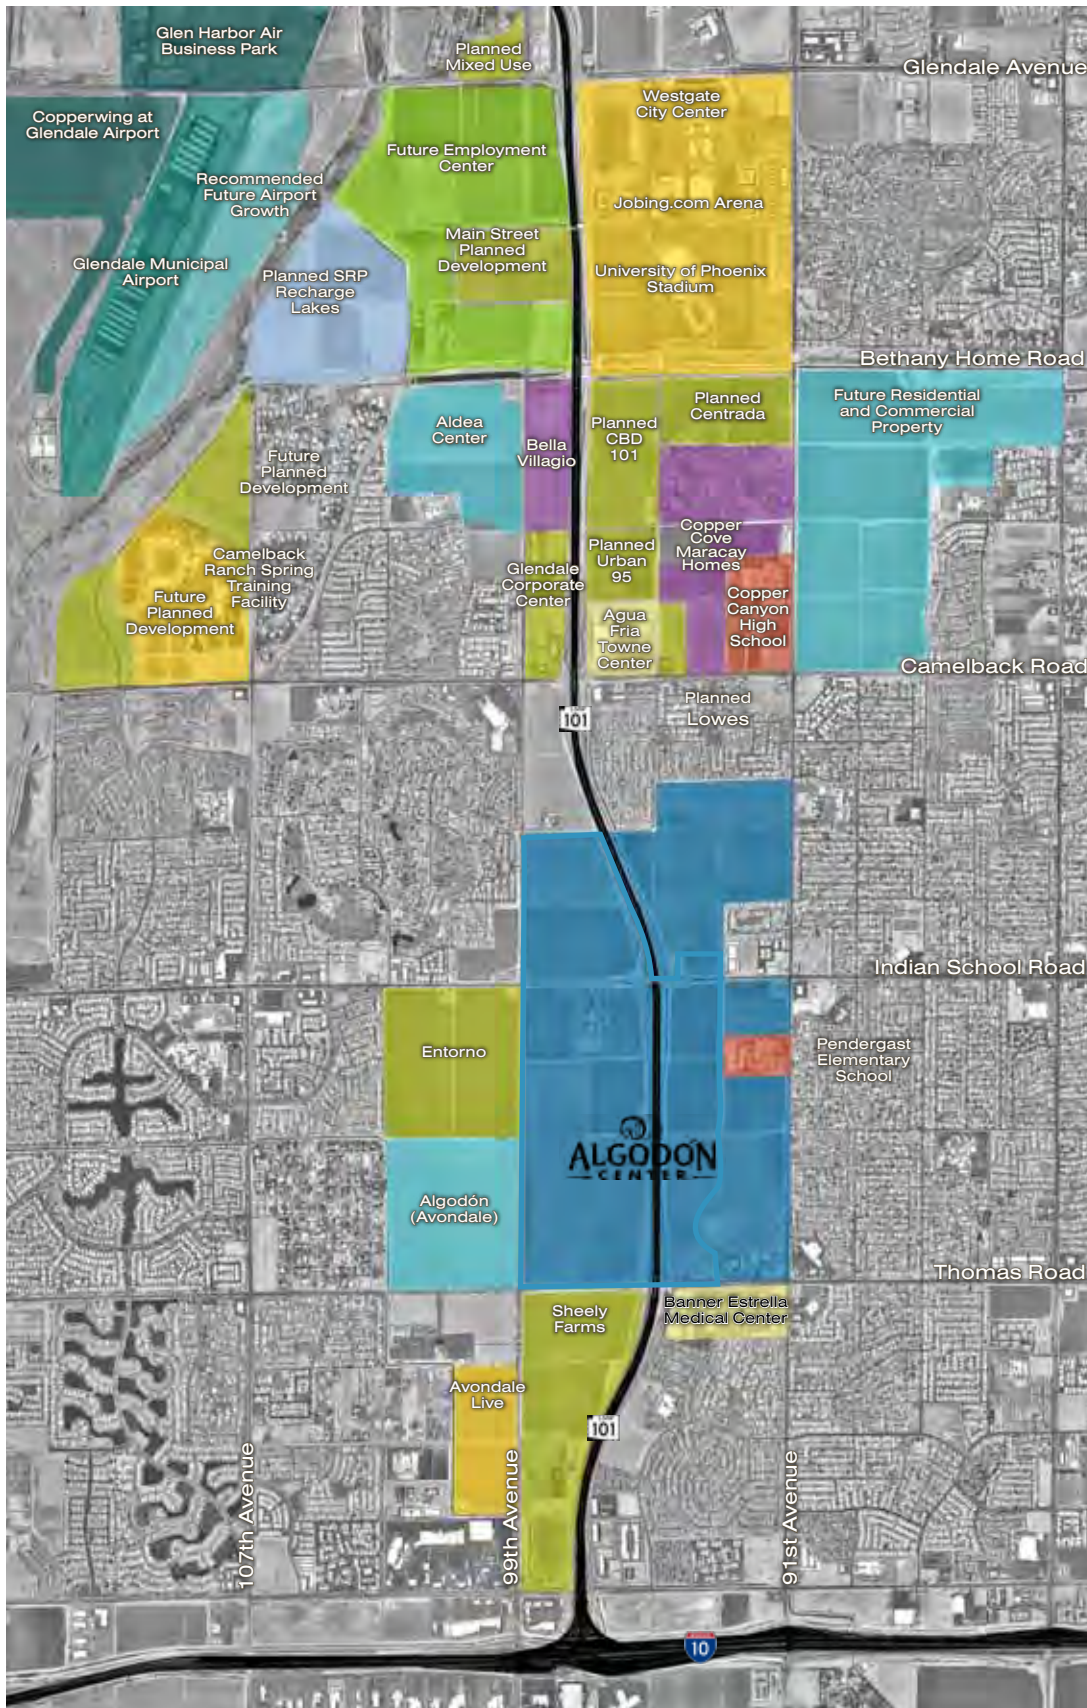 Glen Harbor Air
Business Park
Planned
Mixed Use
Glendale Avenue
Copperwing at
Glendale Airport
Westgate
City Center
Future Employment
Center
Recommended
Future Airport
Growth
Jobing.com Arena
Main Street
Planned
Development
Glendale Municipal
Airport
Planned SRP
Recharge
Lakes
University of Phoenix
Stadium
Bethany Home Road
Future Residential
and Commercial
Property
Planned
Centrada
Aldea
Center
Planned
CBD
101
Bella
Villagio
Future
Planned
Development
Copper
Cove
Maracay
Homes
Planned
Urban
95
Camelback
Ranch Spring
Training
Facility
Glendale
Corporate
Center
Future
Planned
Development
Copper
Canyon
High
School
Agua
Fria
Towne
Center
Camelback Road
Planned
Lowes
101
Indian School Road
Entorno
Pendergast
Elementary
School
ALGODÓN
CENTER
Algodón
(Avondale)
Thomas Road
Sheely
Farms
Banner Estrella
Medical Center
Avondale
Live
101
107th Avenue
99th Avenue
91st Avenue
10